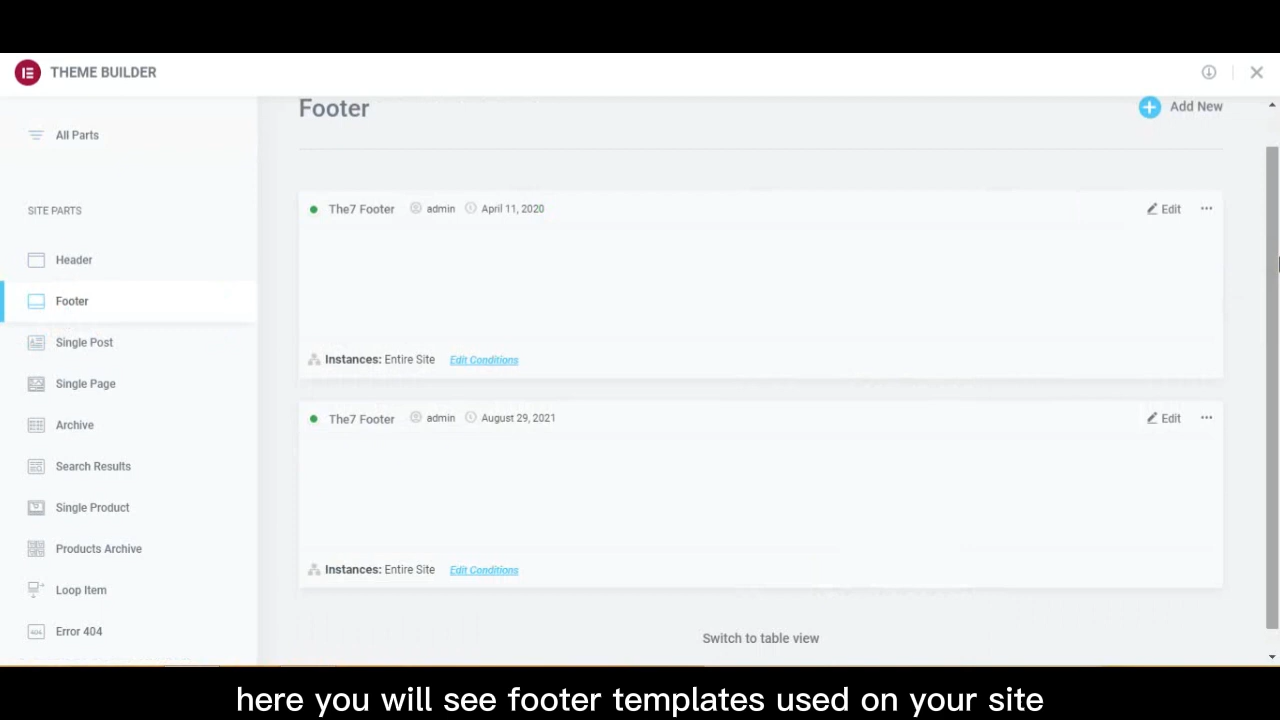 THEME BUILDER
All Parts
SITE PARTS
Header
Footer
Single Post
Single Page
Archive
Search Results
Single Product
Products Archive
Loop Item
404 Error 404
Footer
Add New
The7 Footer admin April 11, 2020 Edit
Instances: Entire Site Edit Conditions
The7 Footer admin August 29, 2021 Edit
Instances: Entire Site Edit Conditions
Switch to table view
here you will see footer templates used on your site